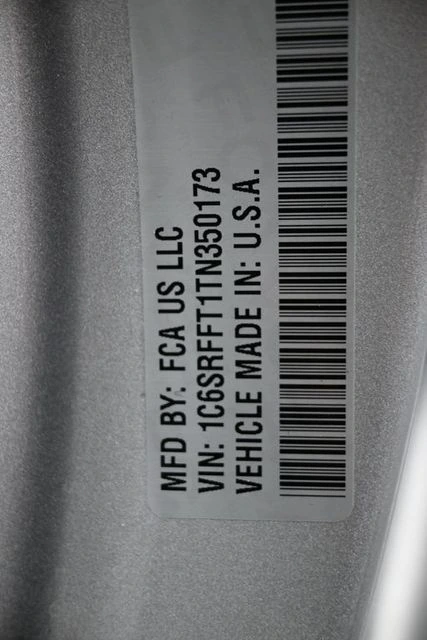 MFD BY: FCA US LLC
VIN: 1C6SRFFT1TN350173
VEHICLE MADE IN: U.S.A.